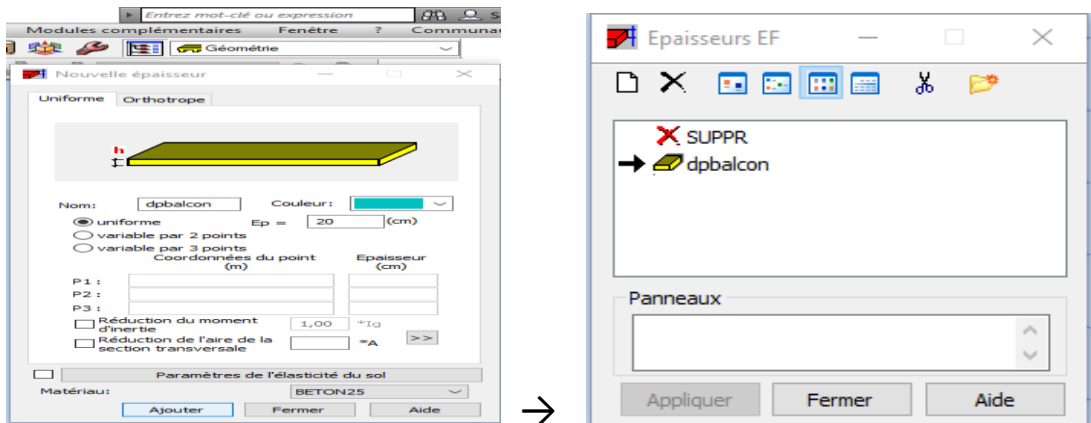 Entrez mot-clé ou expression
Modules complémentaires Fenêtre ? Communau
Géométrie
Nouvelle épaisseur
Uniforme Orthotrope
h
Nom: dpbalcon Couleur:
uniforme Ep = 20 (cm)
variable par 2 points
variable par 3 points
Coordonnées du point Epaisseur
(m) (cm)
P1 :
P2 :
P3 :
Réduction du moment d'inertie 1,00 *Ig
Réduction de l'aire de la section transversale *A >>
Paramètres de l'élasticité du sol
Matériau: BETON25
Ajouter Fermer Aide
→
Epaisseurs EF
SUPPR
dpbalcon
Panneaux
Appliquer Fermer Aide